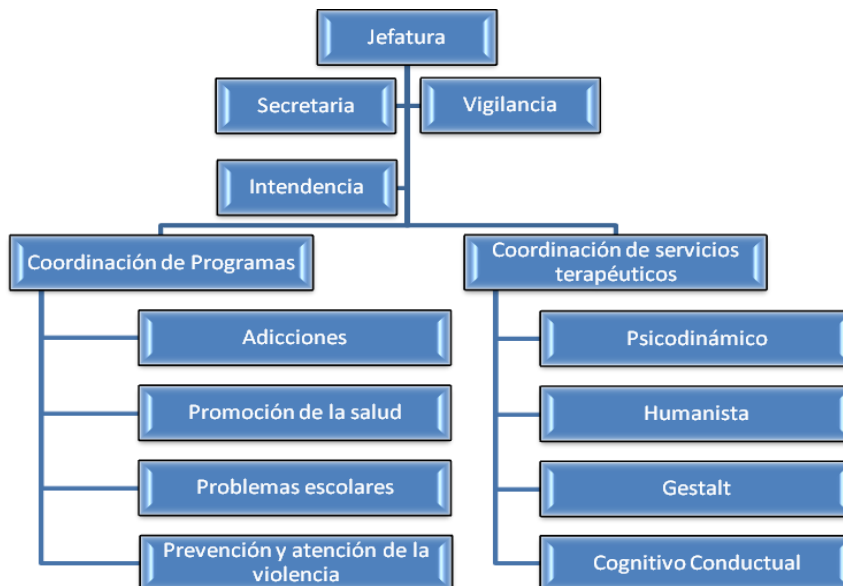 Jefatura
Secretaria
Vigilancia
Intendencia
Coordinación de Programas
Coordinación de servicios
terapéuticos
Adicciones
Promoción de la salud
Problemas escolares
Prevención y atención de la
violencia
Psicodinámico
Humanista
Gestalt
Cognitivo Conductual